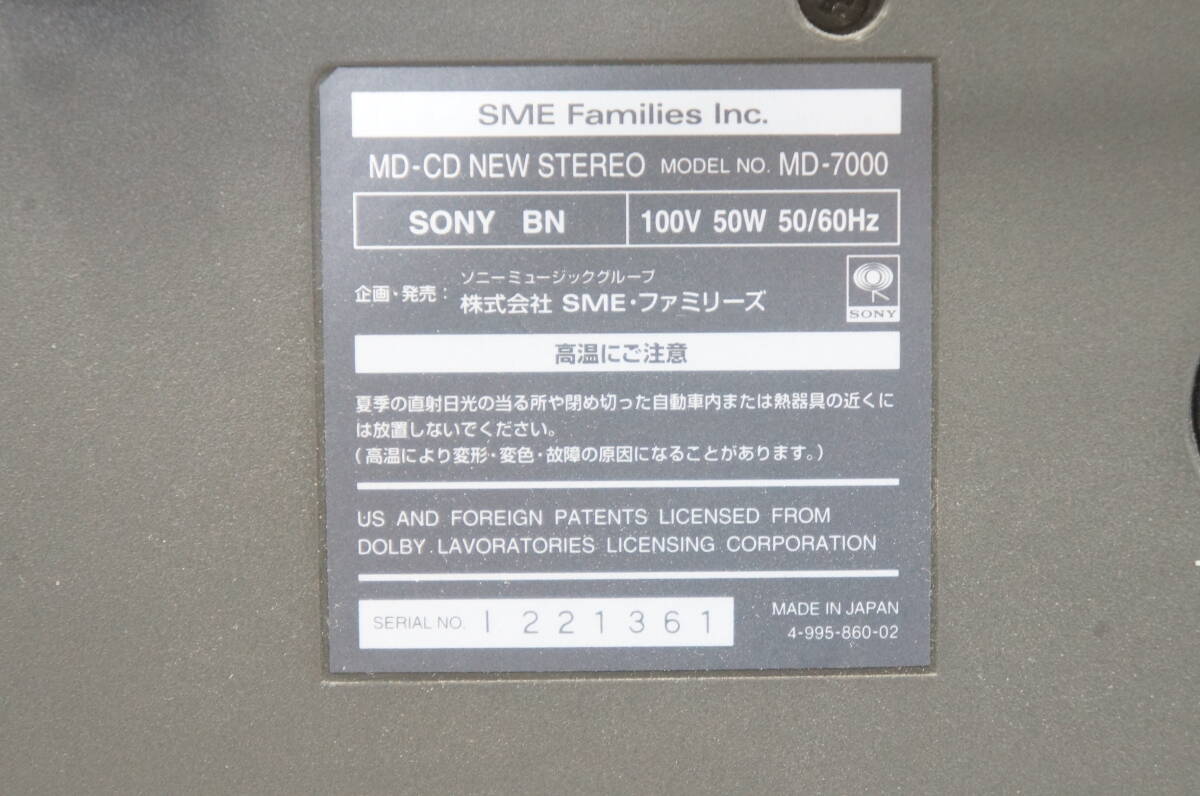 SME Families Inc.
MD-CD NEW STEREO MODEL NO. MD-7000
SONY BN 100V 50W 50/60Hz
ソニーミュージックグループ
企画・発売： 株式会社 SME・ファミリーズ
SONY
高温にご注意
夏季の直射日光の当る所や閉め切った自動車内または熱器具の近くに
は放置しないでください。
（高温により変形・変色・故障の原因になることがあります。）
US AND FOREIGN PATENTS LICENSED FROM
DOLBY LAVORATORIES LICENSING CORPORATION
SERIAL NO. I 221361
MADE IN JAPAN
4-995-860-02